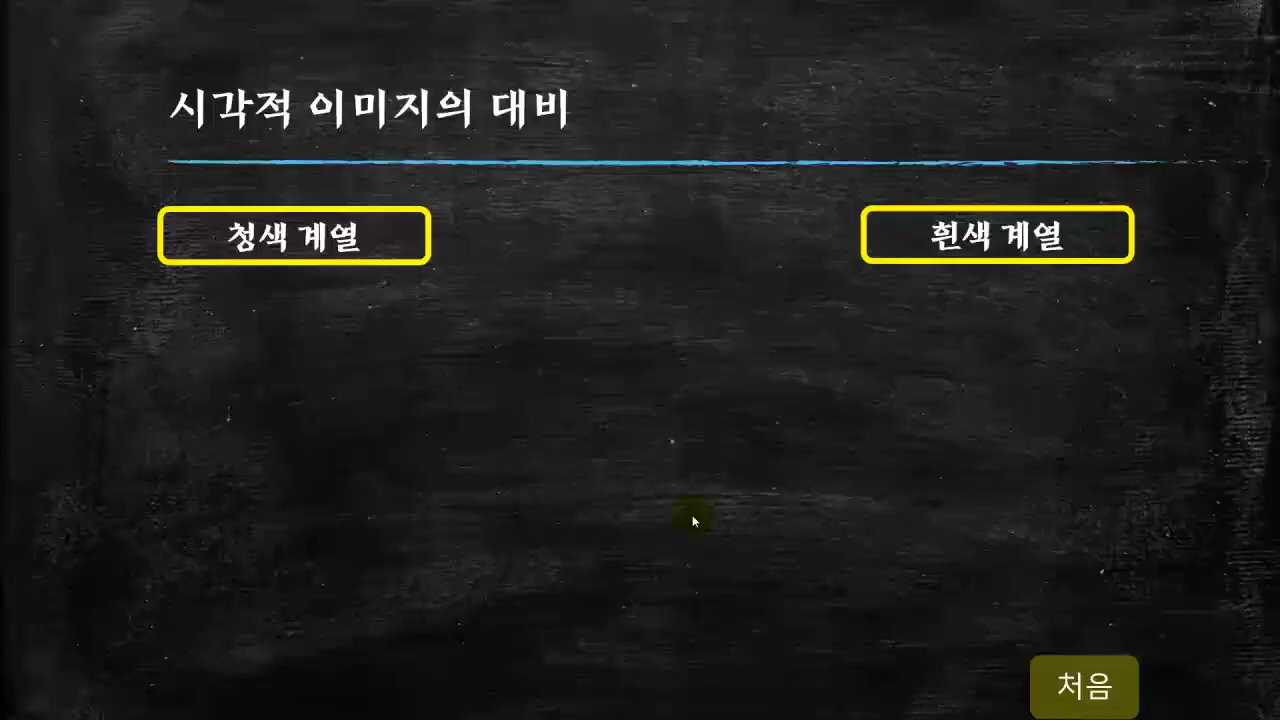 시각적 이미지의 대비
청색 계열
흰색 계열
처음